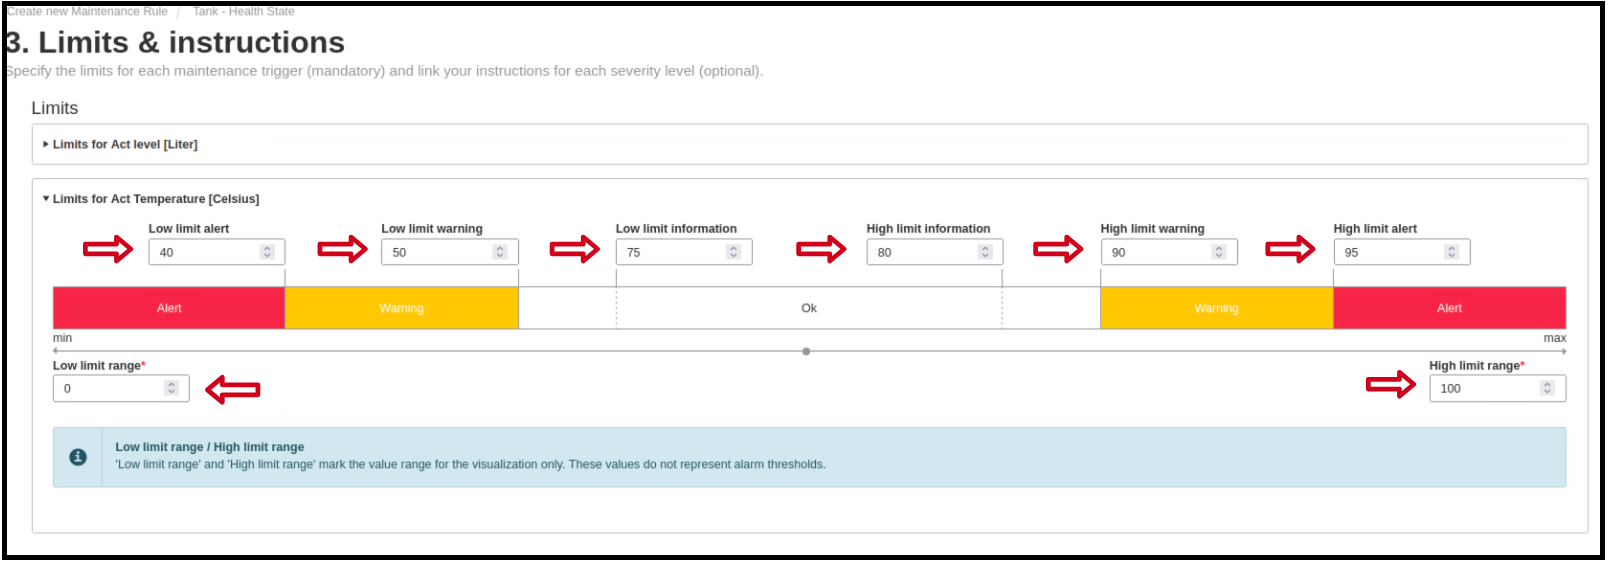 Create new Maintenance Rule / Tank - Health State
3. Limits & instructions
Specify the limits for each maintenance trigger (mandatory) and link your instructions for each severity level (optional).
Limits
Limits for Act level [Liter]
Limits for Act Temperature [Celsius]
Low limit alert Low limit warning Low limit information High limit information High limit warning High limit alert
40 50 75 80 90 95
Alert Warning Ok Warning Alert
min max
Low limit range* High limit range*
0 100
Low limit range / High limit range
'Low limit range' and 'High limit range' mark the value range for the visualization only. These values do not represent alarm thresholds.